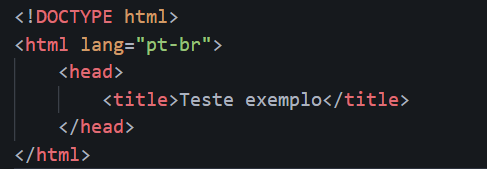 <!DOCTYPE html>
<html lang="pt-br">
    <head>
        <title>Teste exemplo</title>
    </head>
</html>